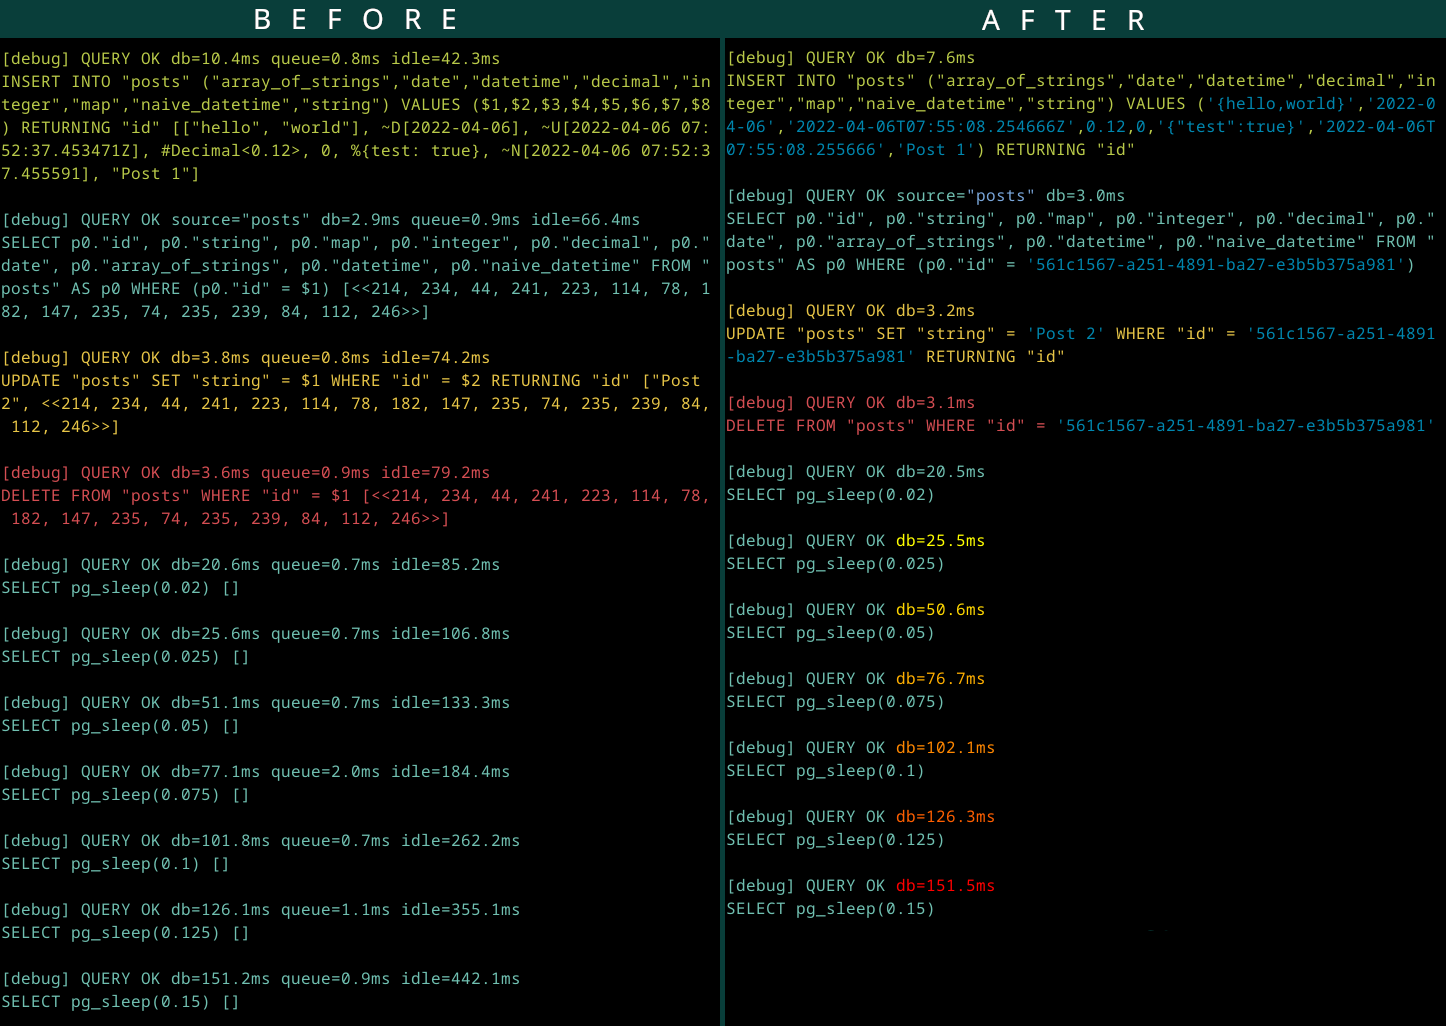 B E F O R E
[debug] QUERY OK db=10.4ms queue=0.8ms idle=42.3ms
INSERT INTO "posts" ("array_of_strings","date","datetime","decimal","in
teger","map","naive_datetime","string") VALUES ($1,$2,$3,$4,$5,$6,$7,$8
) RETURNING "id" [["hello", "world"], ~D[2022-04-06], ~U[2022-04-06 07:
52:37.453471Z], #Decimal<0.12>, 0, %{test: true}, ~N[2022-04-06 07:52:3
7.455591], "Post 1"]
[debug] QUERY OK source="posts" db=2.9ms queue=0.9ms idle=66.4ms
SELECT p0."id", p0."string", p0."map", p0."integer", p0."decimal", p0."
date", p0."array_of_strings", p0."datetime", p0."naive_datetime" FROM "
posts" AS p0 WHERE (p0."id" = $1) [<<214, 234, 44, 241, 223, 114, 78, 1
82, 147, 235, 74, 235, 239, 84, 112, 246>>]
[debug] QUERY OK db=3.8ms queue=0.8ms idle=74.2ms
UPDATE "posts" SET "string" = $1 WHERE "id" = $2 RETURNING "id" ["Post
2", <<214, 234, 44, 241, 223, 114, 78, 182, 147, 235, 74, 235, 239, 84,
 112, 246>>]
[debug] QUERY OK db=3.6ms queue=0.9ms idle=79.2ms
DELETE FROM "posts" WHERE "id" = $1 [<<214, 234, 44, 241, 223, 114, 78,
 182, 147, 235, 74, 235, 239, 84, 112, 246>>]
[debug] QUERY OK db=20.6ms queue=0.7ms idle=85.2ms
SELECT pg_sleep(0.02) []
[debug] QUERY OK db=25.6ms queue=0.7ms idle=106.8ms
SELECT pg_sleep(0.025) []
[debug] QUERY OK db=51.1ms queue=0.7ms idle=133.3ms
SELECT pg_sleep(0.05) []
[debug] QUERY OK db=77.1ms queue=2.0ms idle=184.4ms
SELECT pg_sleep(0.075) []
[debug] QUERY OK db=101.8ms queue=0.7ms idle=262.2ms
SELECT pg_sleep(0.1) []
[debug] QUERY OK db=126.1ms queue=1.1ms idle=355.1ms
SELECT pg_sleep(0.125) []
[debug] QUERY OK db=151.2ms queue=0.9ms idle=442.1ms
SELECT pg_sleep(0.15) []
A F T E R
[debug] QUERY OK db=7.6ms
INSERT INTO "posts" ("array_of_strings","date","datetime","decimal","in
teger","map","naive_datetime","string") VALUES ('{hello,world}','2022-0
4-06','2022-04-06T07:55:08.254666Z',0.12,0,'{"test":true}','2022-04-06T
07:55:08.255666','Post 1') RETURNING "id"
[debug] QUERY OK source="posts" db=3.0ms
SELECT p0."id", p0."string", p0."map", p0."integer", p0."decimal", p0."
date", p0."array_of_strings", p0."datetime", p0."naive_datetime" FROM "
posts" AS p0 WHERE (p0."id" = '561c1567-a251-4891-ba27-e3b5b375a981')
[debug] QUERY OK db=3.2ms
UPDATE "posts" SET "string" = 'Post 2' WHERE "id" = '561c1567-a251-4891
-ba27-e3b5b375a981' RETURNING "id"
[debug] QUERY OK db=3.1ms
DELETE FROM "posts" WHERE "id" = '561c1567-a251-4891-ba27-e3b5b375a981'
[debug] QUERY OK db=20.5ms
SELECT pg_sleep(0.02)
[debug] QUERY OK db=25.5ms
SELECT pg_sleep(0.025)
[debug] QUERY OK db=50.6ms
SELECT pg_sleep(0.05)
[debug] QUERY OK db=76.7ms
SELECT pg_sleep(0.075)
[debug] QUERY OK db=102.1ms
SELECT pg_sleep(0.1)
[debug] QUERY OK db=126.3ms
SELECT pg_sleep(0.125)
[debug] QUERY OK db=151.5ms
SELECT pg_sleep(0.15)